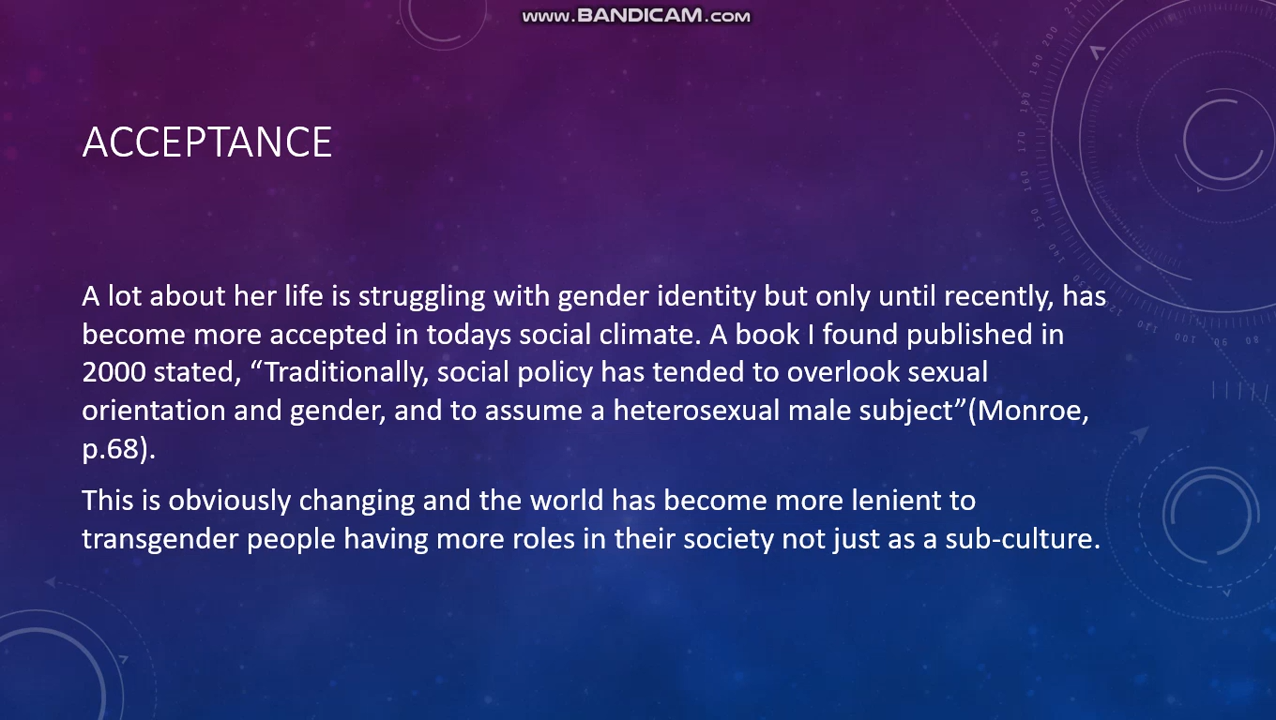 www.BANDICAM.com
ACCEPTANCE
A lot about her life is struggling with gender identity but only until recently, has
become more accepted in todays social climate. A book I found published in
2000 stated, “Traditionally, social policy has tended to overlook sexual
orientation and gender, and to assume a heterosexual male subject”(Monroe,
p.68).
This is obviously changing and the world has become more lenient to
transgender people having more roles in their society not just as a sub-culture.